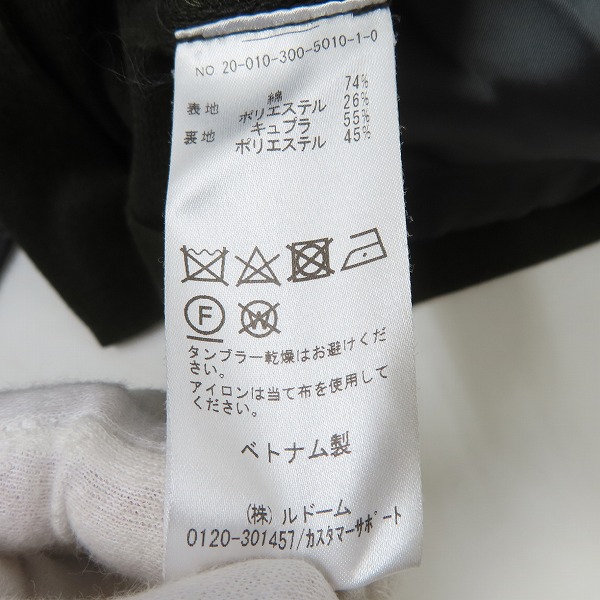 NO 20-010-300-5010-1-0
表地 綿 74%
ポリエステル 26%
裏地 キュプラ 55%
ポリエステル 45%
F W
タンブラー乾燥はお避けくだ
さい。
アイロンは当て布を使用して
ください。
ベトナム製
(株) ルドーム
0120-301457/カスタマーサポート